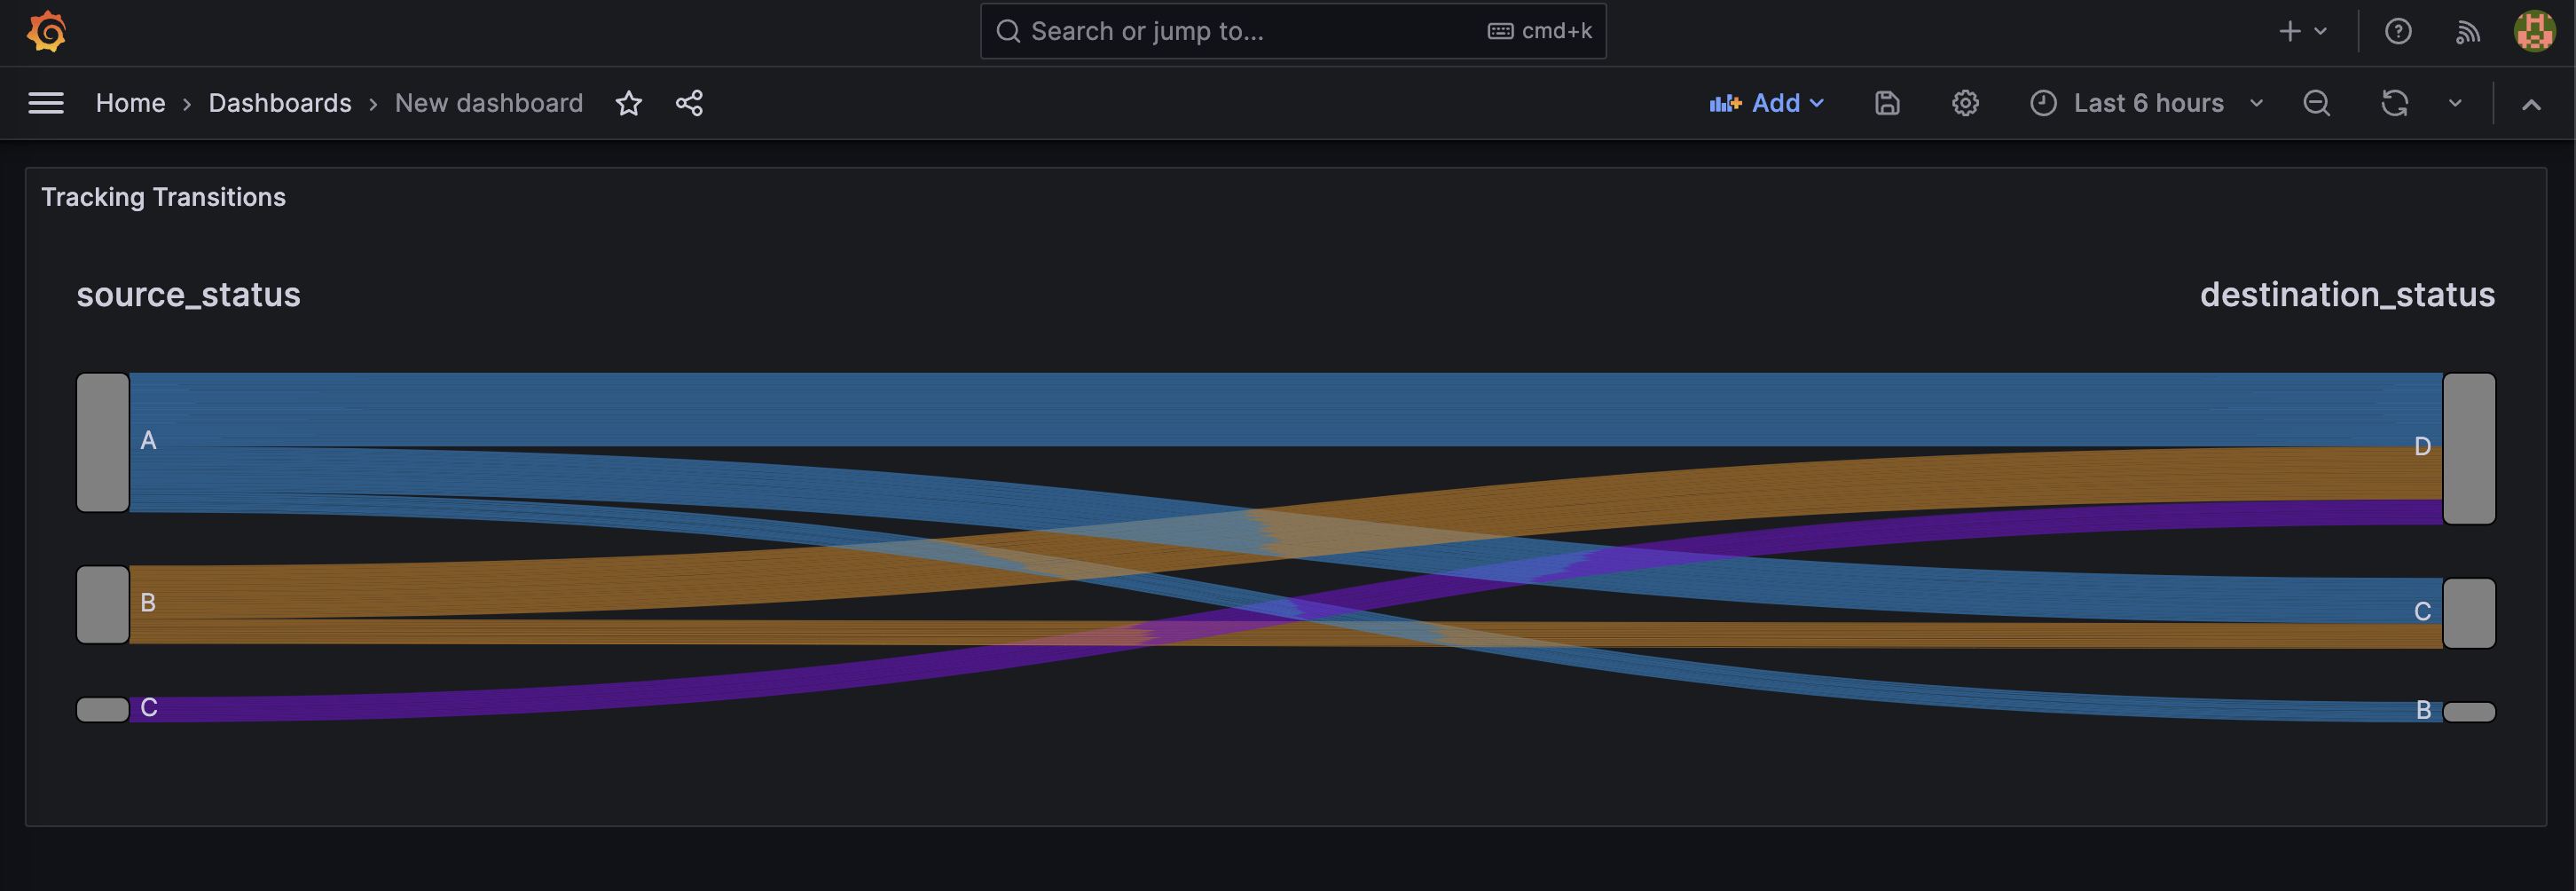 Search or jump to... cmd+k
Home › Dashboards › New dashboard Add Last 6 hours
Tracking Transitions
source_status destination_status
A
D
B
C
C
B